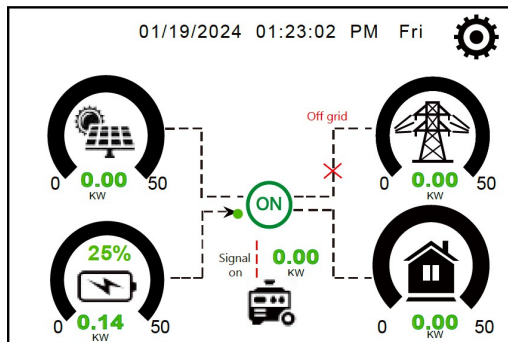 01/19/2024 01:23:02 PM Fri
Off grid
0 0.00 50
KW
0 0.00 50
KW
ON
25%
Signal
on
0.00
KW
0 0.14 50
KW
0 0.00 50
KW